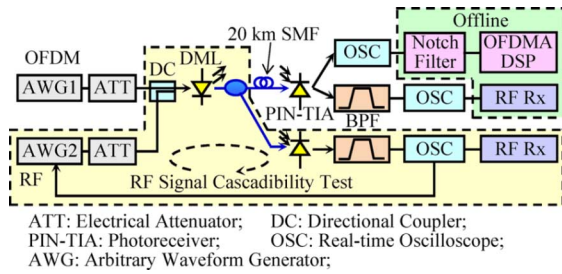 OFDM
20 km SMF
Offline
DML
OSC
Notch Filter
OFDMA DSP
AWG1
ATT
DC
PIN-TIA
BPF
OSC
RF Rx
AWG2
ATT
RF
RF Signal Cascadibility Test
OSC
RF Rx
ATT: Electrical Attenuator; DC: Directional Coupler;
PIN-TIA: Photoreceiver; OSC: Real-time Oscilloscope;
AWG: Arbitrary Waveform Generator;